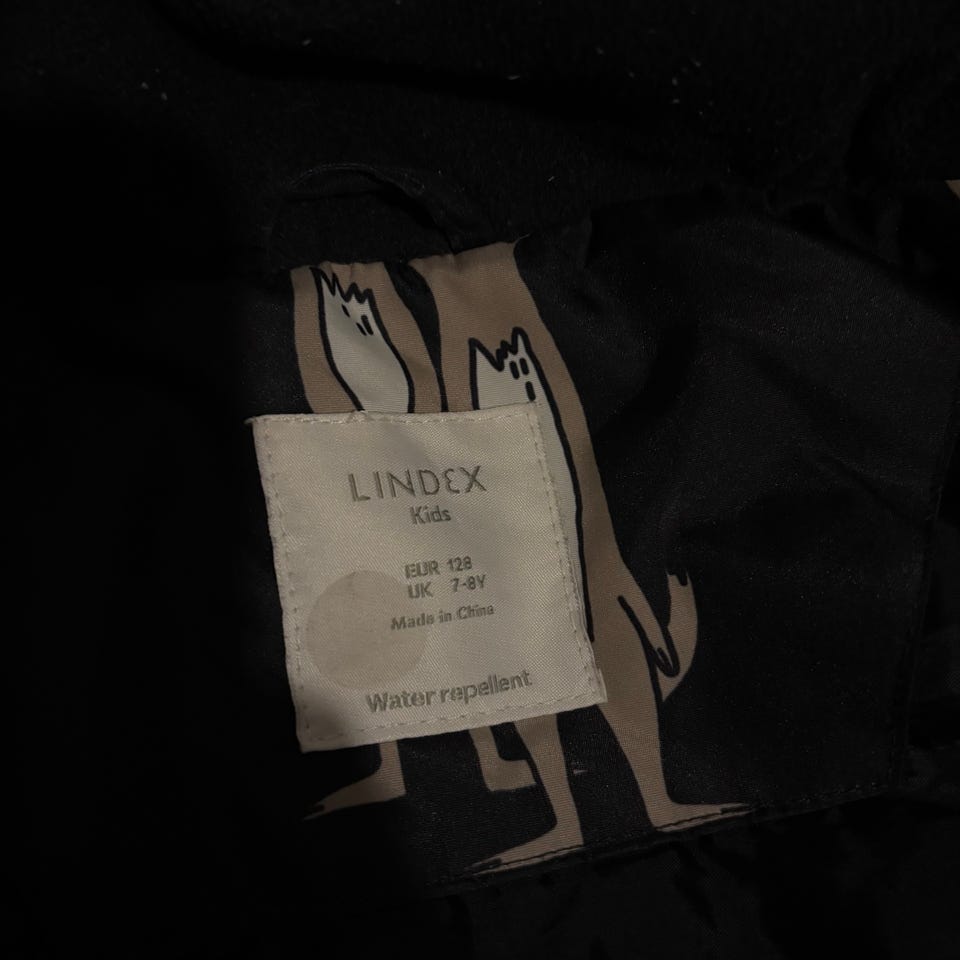 LINDEX
Kids
EUR 128
UK 7-8Y
Made in China
Water repellent